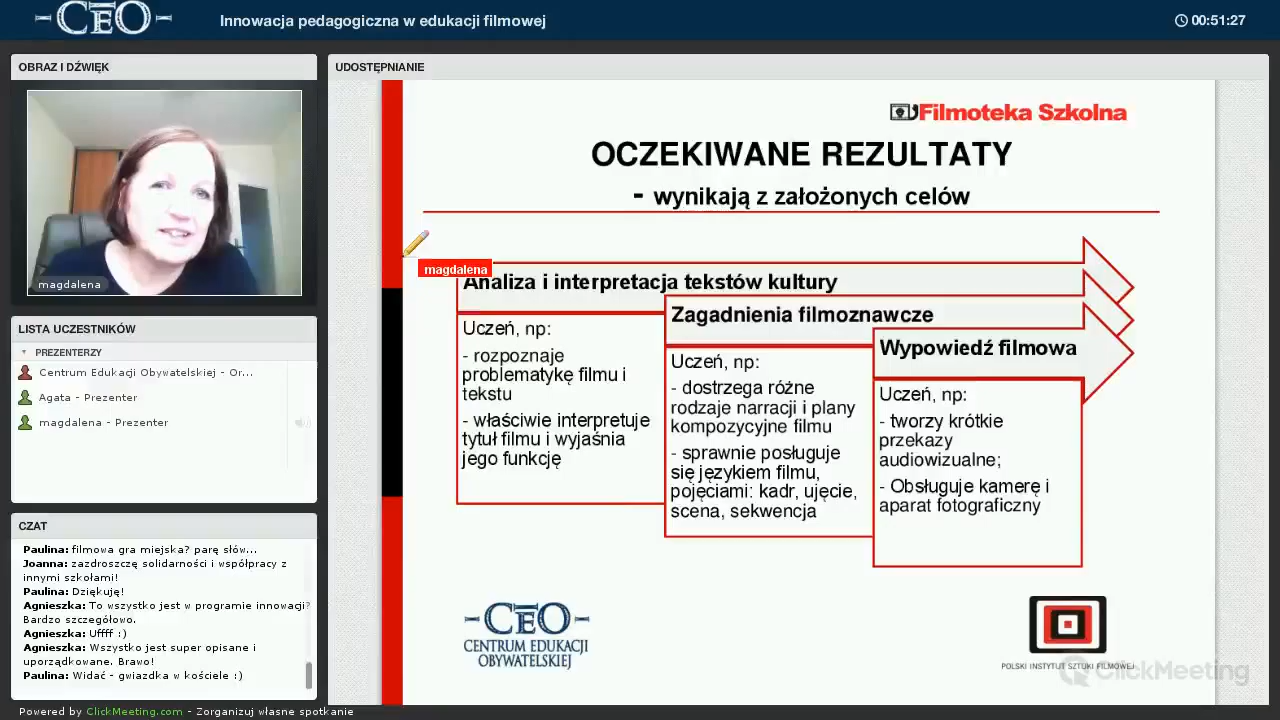 CEO
Innowacja pedagogiczna w edukacji filmowej
00:51:27
OBRAZ I DŹWIĘK
UDOSTĘPNIANIE
magdalena
LISTA UCZESTNIKÓW
PREZENTERZY
Centrum Edukacji Obywatelskiej - Or...
Agata - Prezenter
magdalena - Prezenter
CZAT
Paulina: filmowa gra miejska? parę słów...
Joanna: zazdroszczę solidarności i współpracy z
innymi szkołami!
Paulina: Dziękuję!
Agnieszka: To wszystko jest w programie innowacji?
Bardzo szczegółowo.
Agnieszka: Uffff :)
Agnieszka: Wszystko jest super opisane i
uporządkowane. Brawo!
Paulina: Widać - gwiazdka w kościele :)
Filmoteka Szkolna
OCZEKIWANE REZULTATY
- wynikają z założonych celów
magdalena
Analiza i interpretacja tekstów kultury
Uczeń, np:
- rozpoznaje
problematykę filmu i
tekstu
- właściwie interpretuje
tytuł filmu i wyjaśnia
jego funkcję
Zagadnienia filmoznawcze
Uczeń, np:
- dostrzega różne
rodzaje narracji i plany
kompozycyjne filmu
- sprawnie posługuje
się językiem filmu,
pojęciami: kadr, ujęcie,
scena, sekwencja
Wypowiedź filmowa
Uczeń, np:
- tworzy krótkie
przekazy
audiowizualne;
- Obsługuje kamerę i
aparat fotograficzny
CEO
CENTRUM EDUKACJI
OBYWATELSKIEJ
POLSKI INSTYTUT SZTUKI FILMOWEJ
ClickMeeting
Powered by ClickMeeting.com - Zorganizuj własne spotkanie